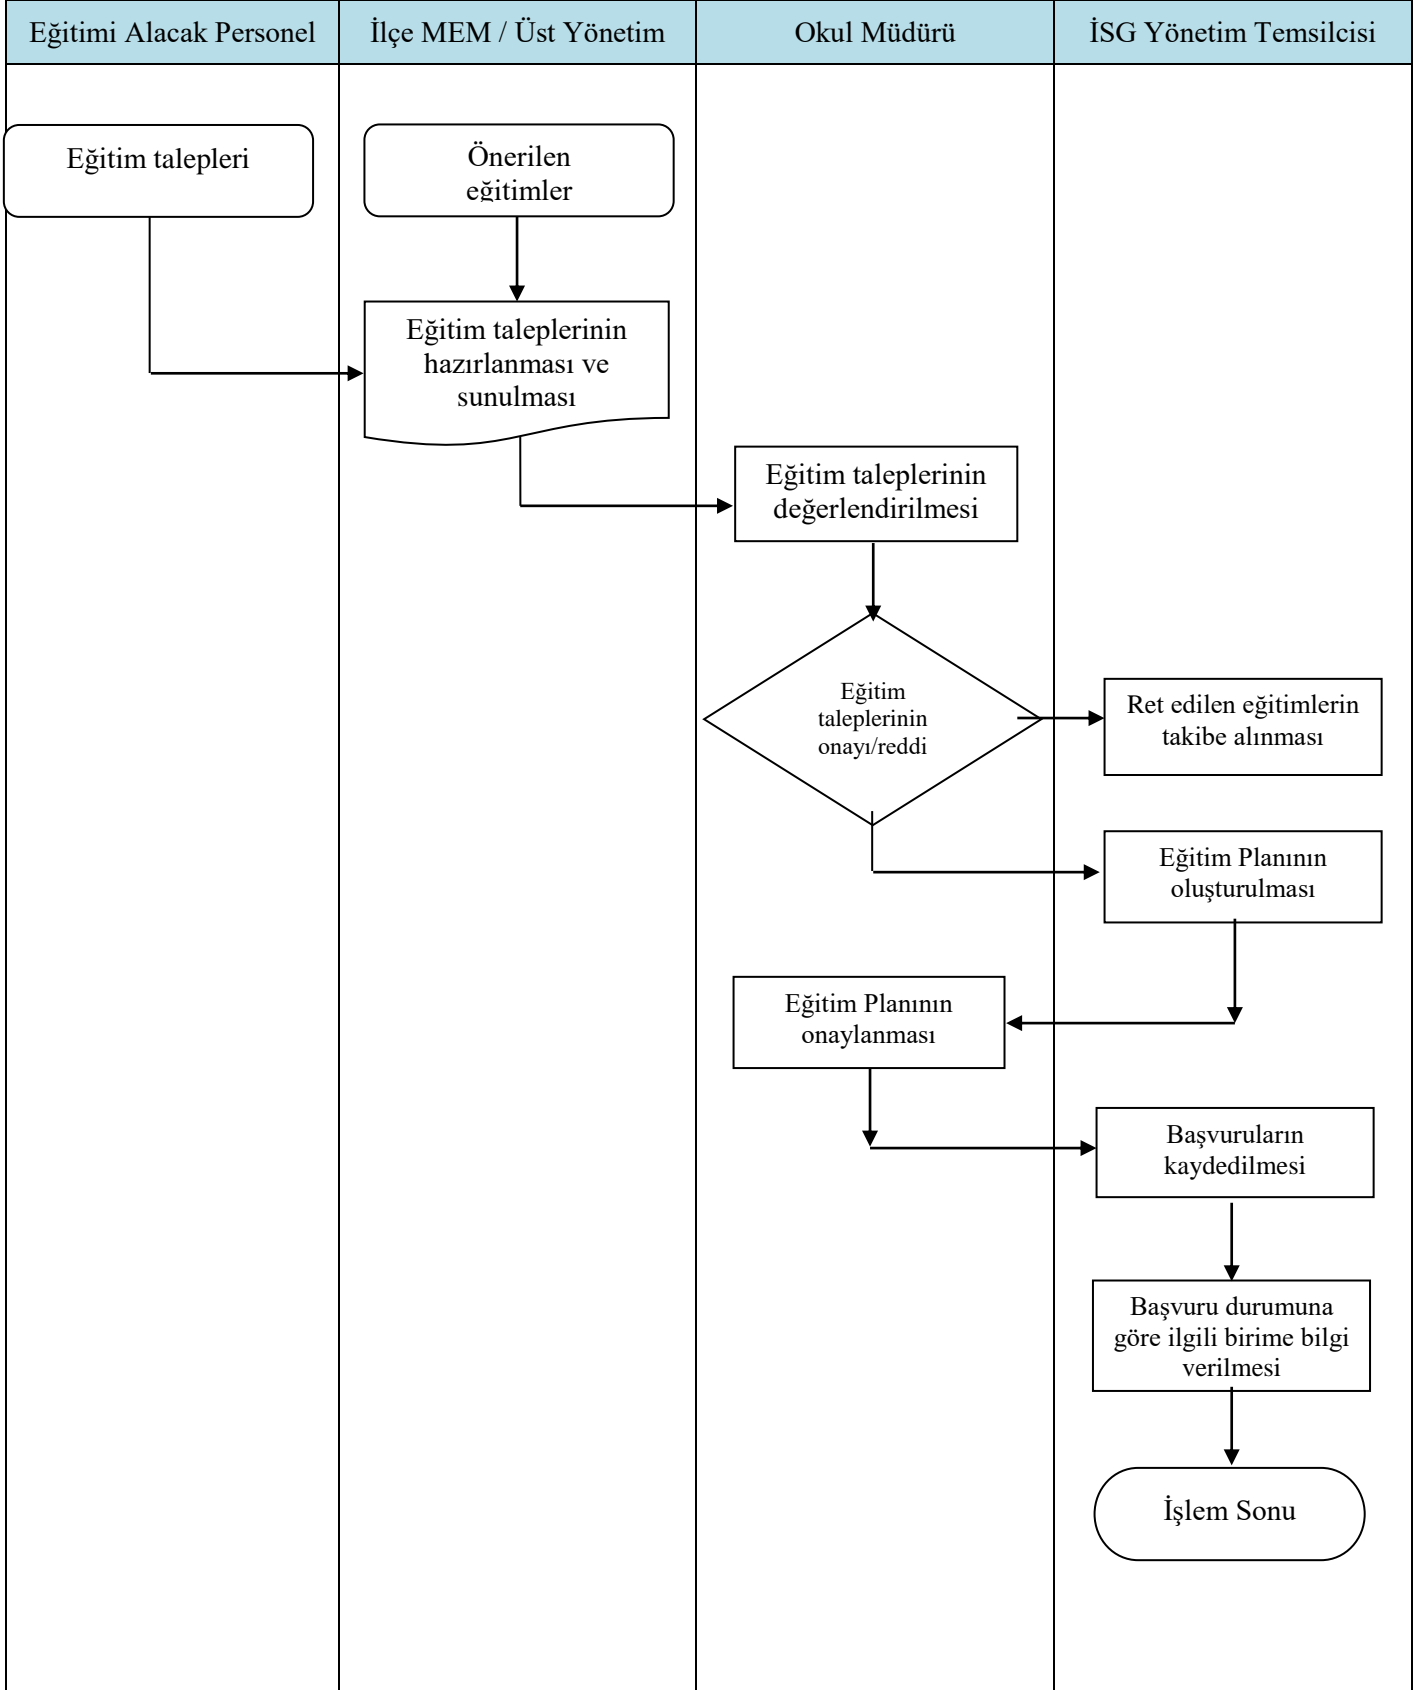 Eğitimi Alacak Personel
İlçe MEM / Üst Yönetim
Okul Müdürü
İSG Yönetim Temsilcisi
Eğitim talepleri
Önerilen
eğitimler
Eğitim taleplerinin
hazırlanması ve
sunulması
Eğitim taleplerinin
değerlendirilmesi
Eğitim
taleplerinin
onayı/reddi
Ret edilen eğitimlerin
takibe alınması
Eğitim Planının
oluşturulması
Eğitim Planının
onaylanması
Başvuruların
kaydedilmesi
Başvuru durumuna
göre ilgili birime bilgi
verilmesi
İşlem Sonu